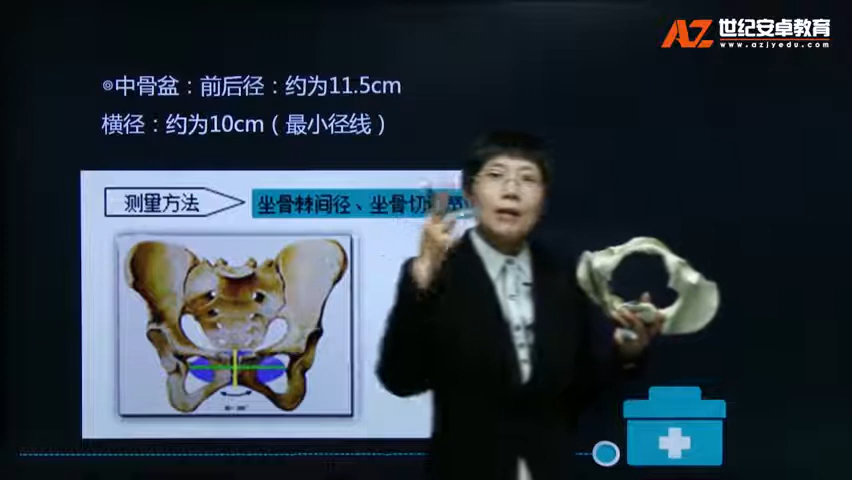 AZ 世纪安卓教育
www.azjyedu.com
◎中骨盆：前后径：约为11.5cm
横径：约为10cm（最小径线）
测量方法
坐骨棘间径、坐骨切